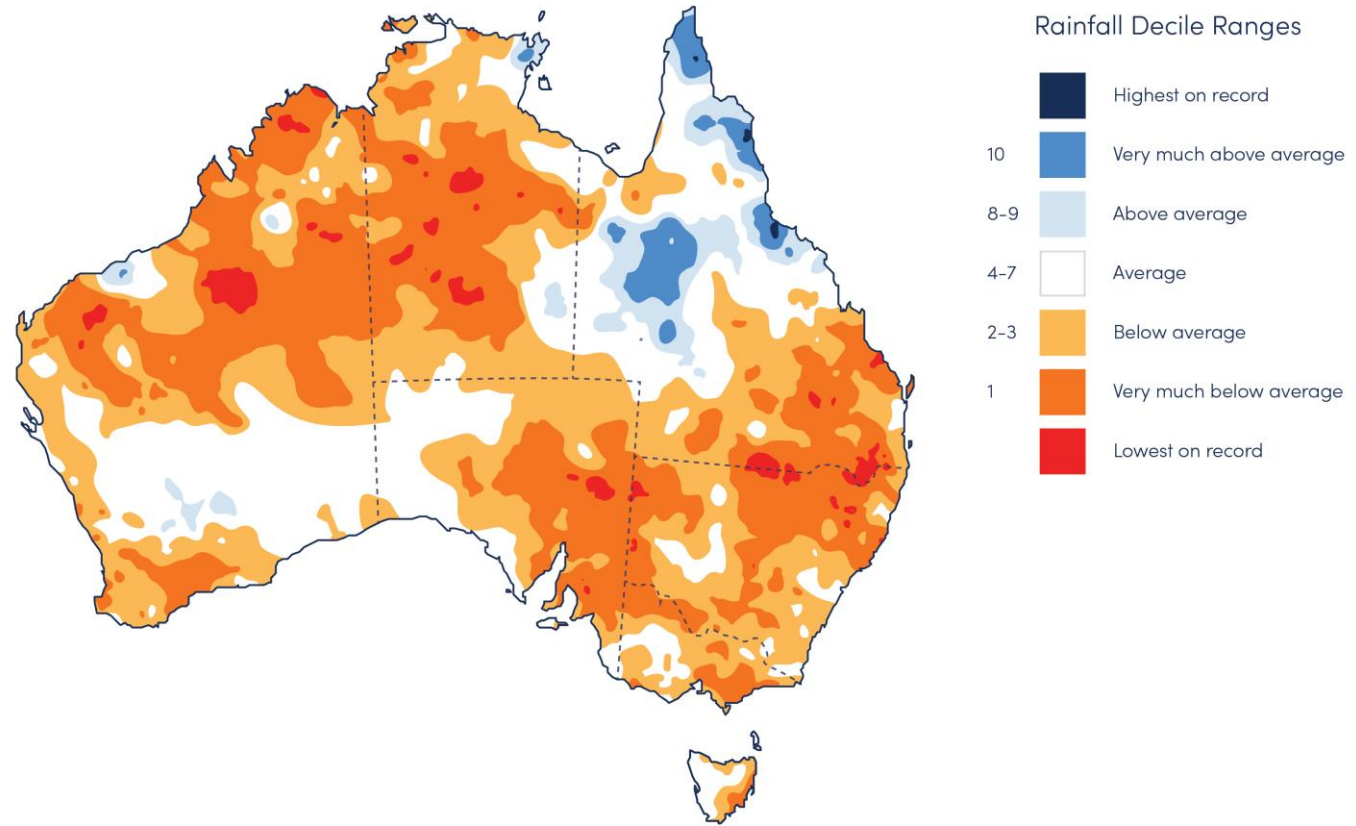 Rainfall Decile Ranges
Highest on record
10 Very much above average
8-9 Above average
4-7 Average
2-3 Below average
1 Very much below average
Lowest on record